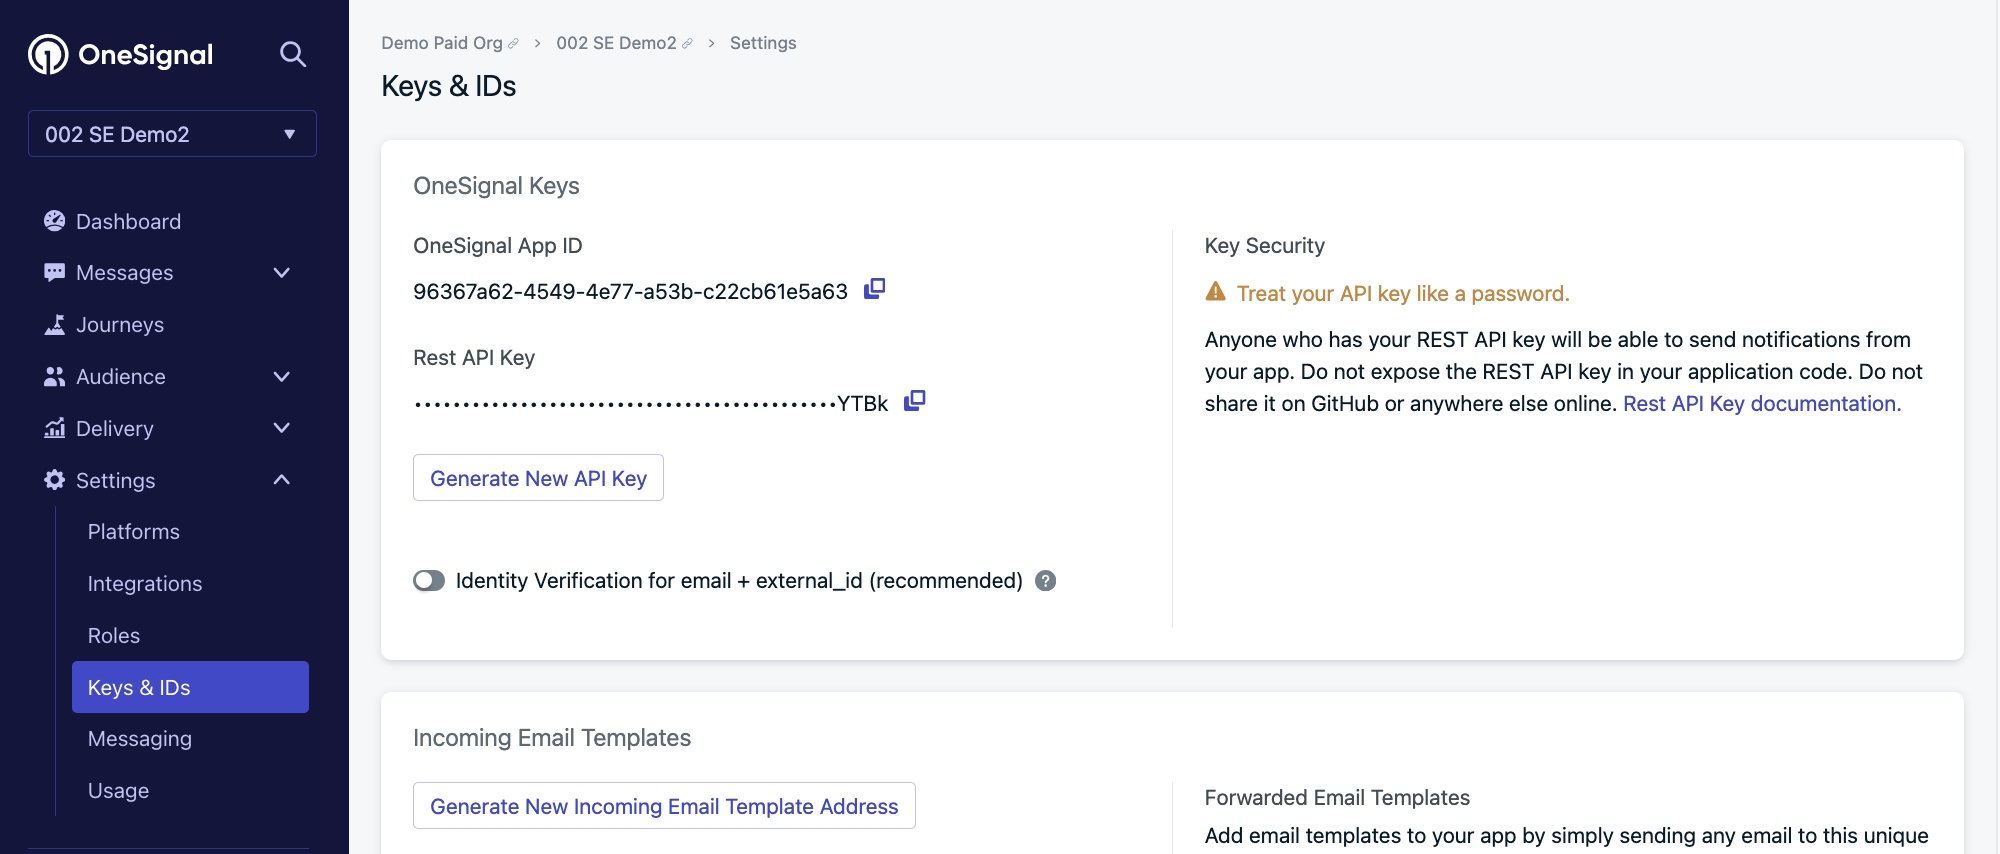 OneSignal
002 SE Demo2
Dashboard
Messages
Journeys
Audience
Delivery
Settings
Platforms
Integrations
Roles
Keys & IDs
Messaging
Usage
Demo Paid Org > 002 SE Demo2 > Settings
Keys & IDs
OneSignal Keys
OneSignal App ID
96367a62-4549-4e77-a53b-c22cb61e5a63
Rest API Key
••••••••••••••••••••••••••••••••••••••••••••YTBk
Generate New API Key
Identity Verification for email + external_id (recommended) ?
Key Security
Treat your API key like a password.
Anyone who has your REST API key will be able to send notifications from
your app. Do not expose the REST API key in your application code. Do not
share it on GitHub or anywhere else online. Rest API Key documentation.
Incoming Email Templates
Generate New Incoming Email Template Address
Forwarded Email Templates
Add email templates to your app by simply sending any email to this unique